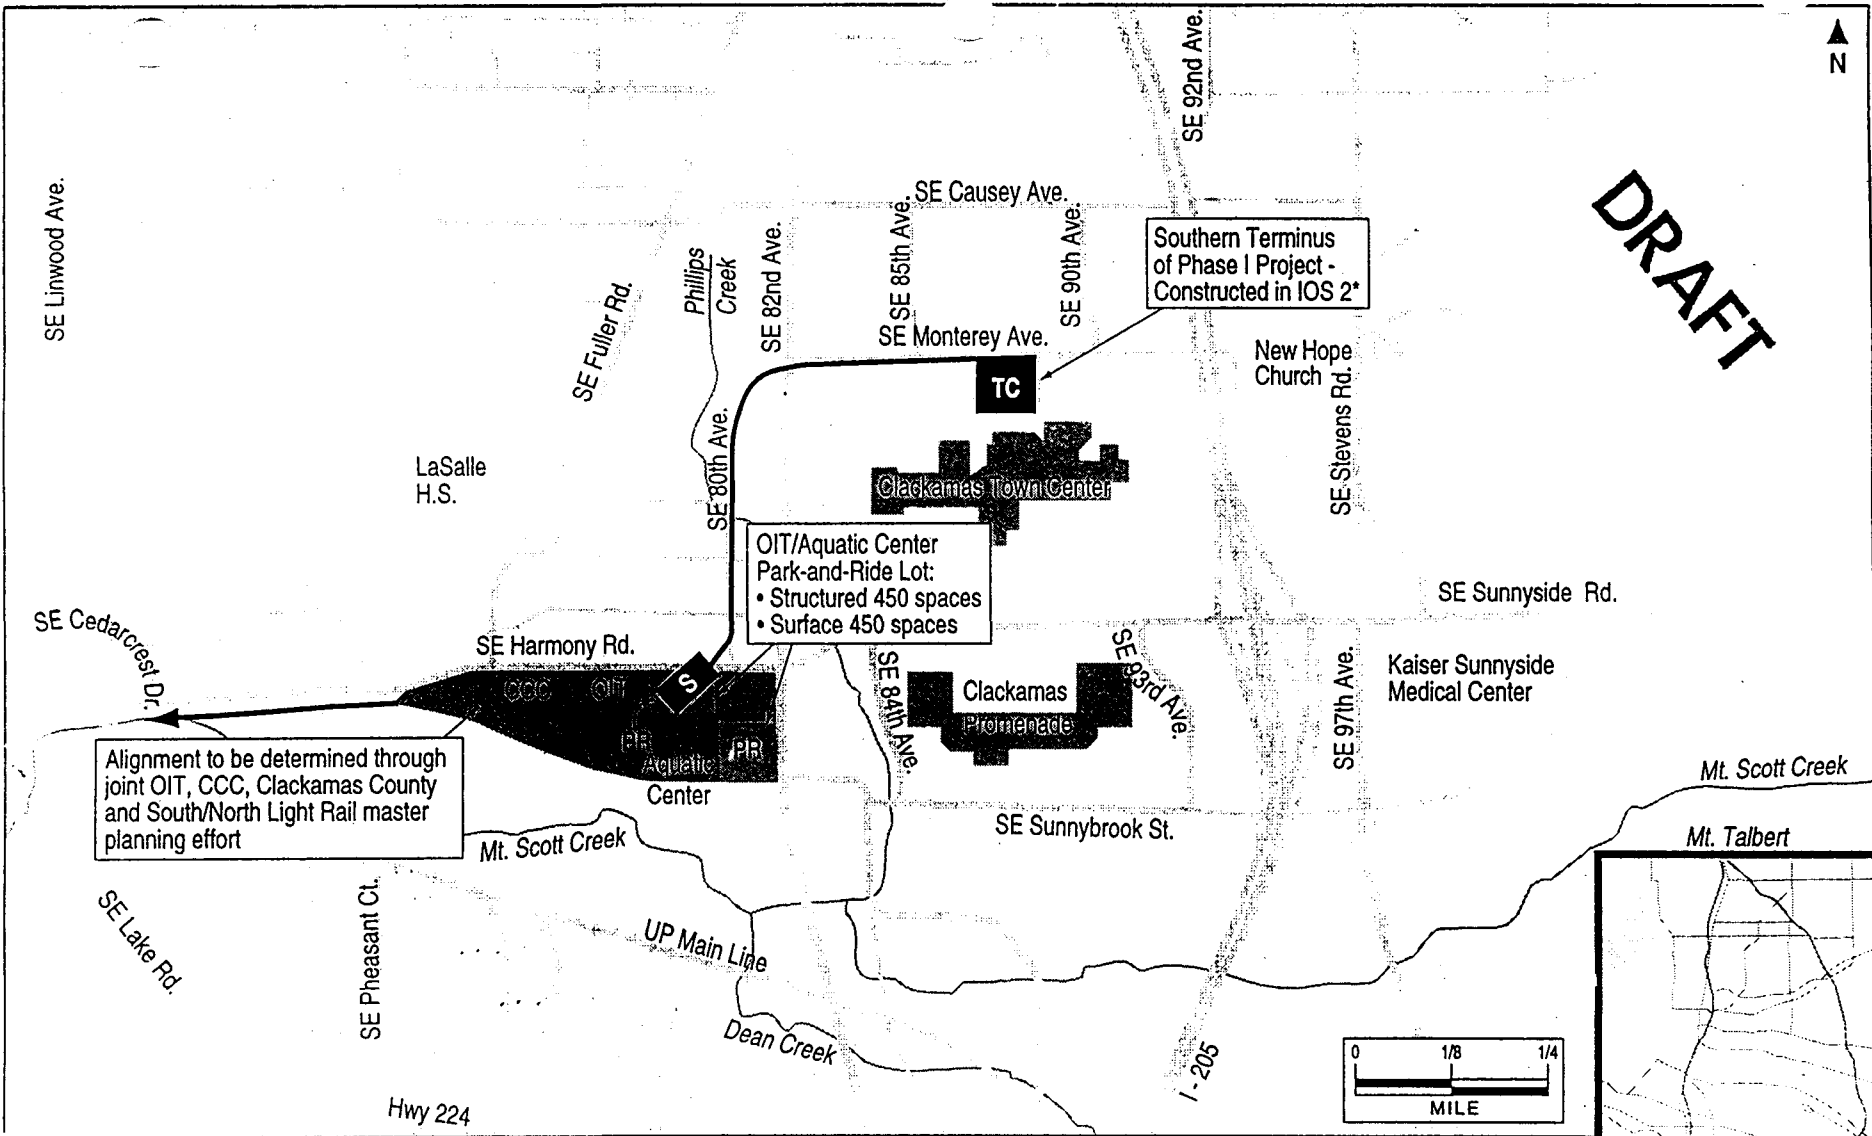 N
SE 92nd Ave.
DRAFT
SE Linwood Ave.
SE Causey Ave.
SE Fuller Rd.
Phillips
Creek
SE 82nd Ave.
SE 85th Ave.
SE 90th Ave.
Southern Terminus
of Phase I Project -
Constructed in IOS 2*
SE Monterey Ave.
TC
New Hope
Church
SE Stevens Rd.
SE 80th Ave.
LaSalle
H.S.
Clackamas Town Center
OIT/Aquatic Center
Park-and-Ride Lot:
• Structured 450 spaces
• Surface 450 spaces
SE Sunnyside Rd.
SE Cedarcrest Dr.
SE Harmony Rd.
CCC
OIT
S
PR
PR
Aquatic
Center
SE 84th Ave.
Clackamas
Promenade
SE 93rd Ave.
SE 97th Ave.
Kaiser Sunnyside
Medical Center
Alignment to be determined through
joint OIT, CCC, Clackamas County
and South/North Light Rail master
planning effort
Mt. Scott Creek
SE Sunnybrook St.
Mt. Scott Creek
Mt. Talbert
SE Lake Rd.
SE Pheasant Ct.
UP Main Line
Dean Creek
I - 205
Hwy 224
0 1/8 1/4
MILE